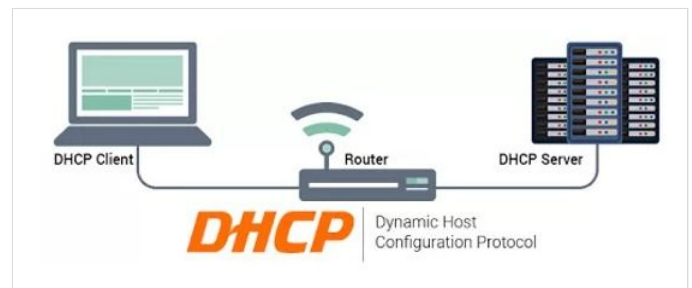 DHCP Client
Router
DHCP Server
DHCP
Dynamic Host
Configuration Protocol